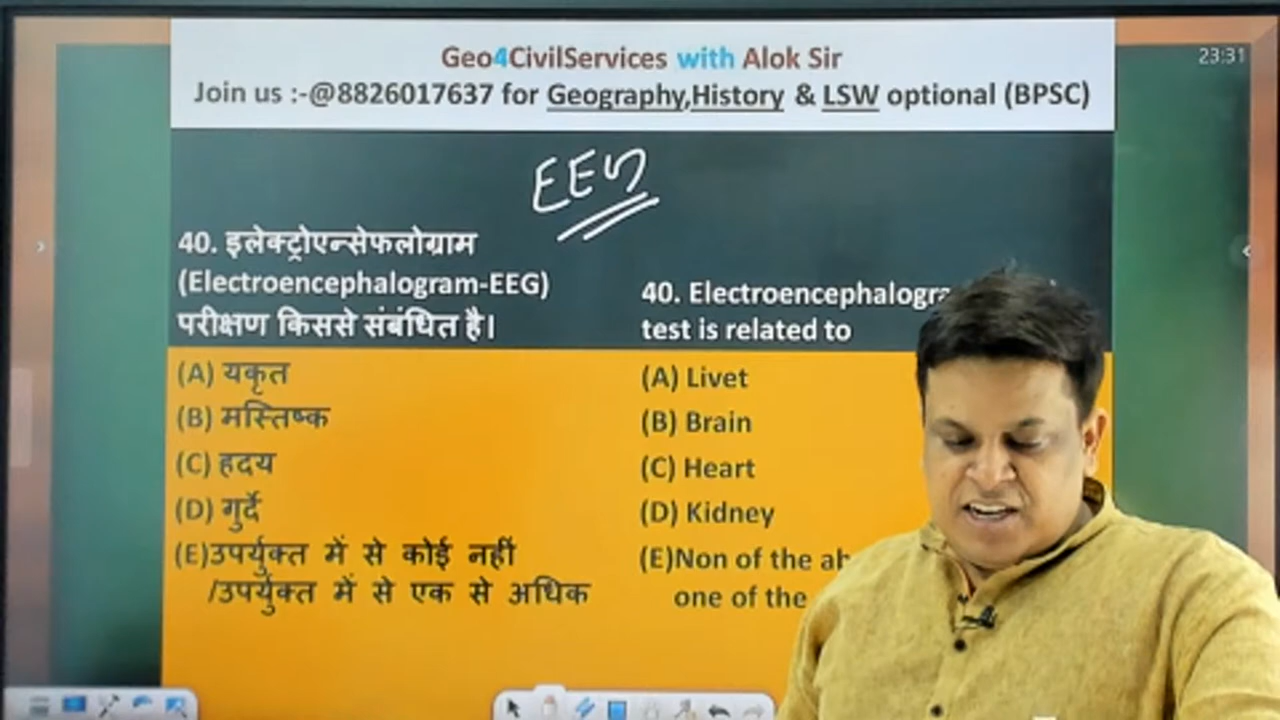 Geo4CivilServices with Alok Sir
Join us :-@8826017637 for Geography,History & LSW optional (BPSC)
23:31
EEG
40. इलेक्ट्रोएन्सेफलोग्राम
(Electroencephalogram-EEG)
परीक्षण किससे संबंधित है।
(A) यकृत
(B) मस्तिष्क
(C) हदय
(D) गुर्दे
(E)उपर्युक्त में से कोई नहीं
/उपर्युक्त में से एक से अधिक
40.
test is related to
(A) Livet
(B) Brain
(C) Heart
(D) Kidney
(E)Non of the
one of the